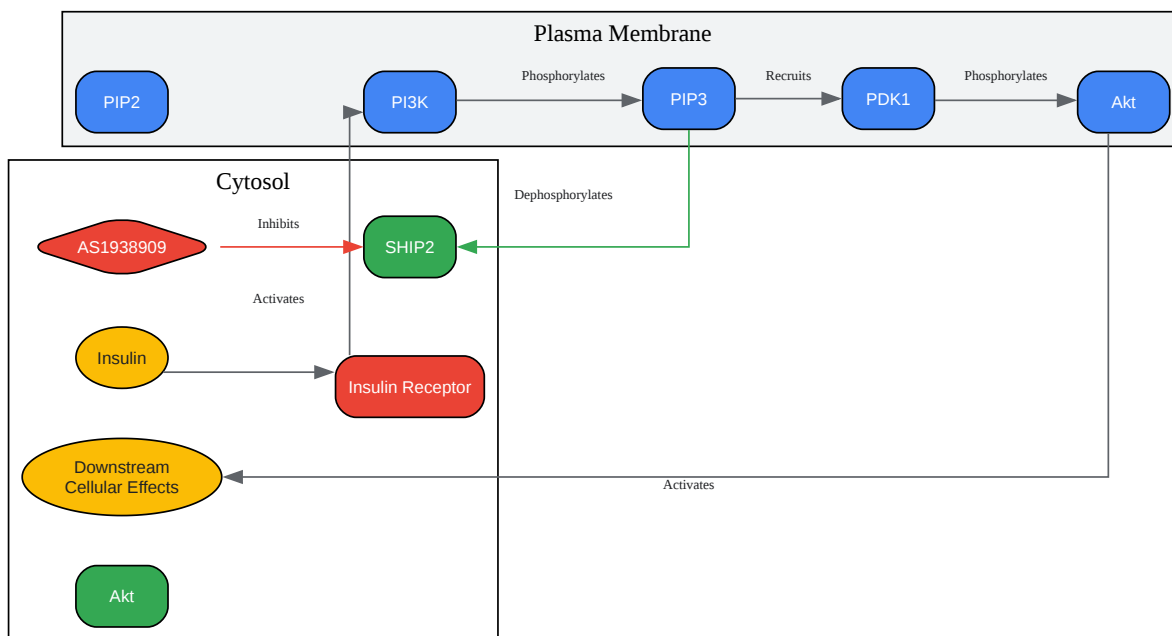 Plasma Membrane
PIP2
PI3K
Phosphorylates
PIP3
Recruits
PDK1
Phosphorylates
Akt
Cytosol
Dephosphorylates
AS1938909
Inhibits
SHIP2
Activates
Insulin
Insulin Receptor
Downstream
Cellular Effects
Activates
Akt